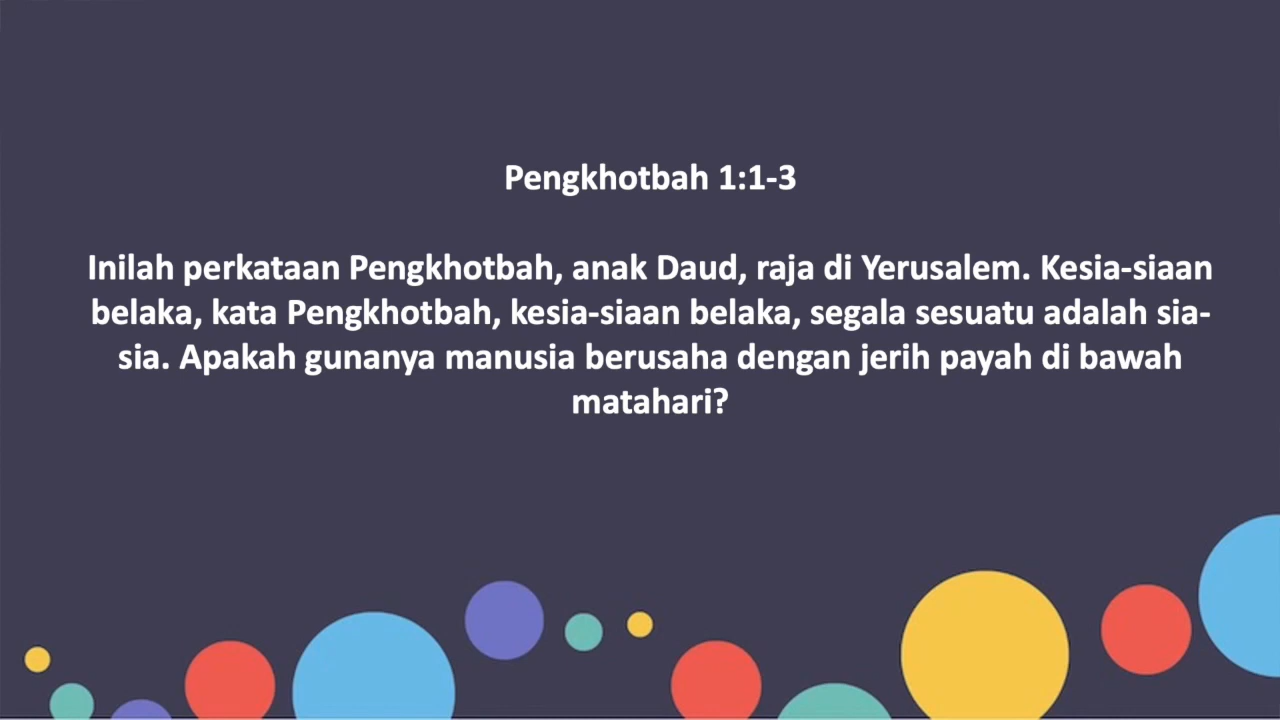 Pengkhotbah 1:1-3
Inilah perkataan Pengkhotbah, anak Daud, raja di Yerusalem. Kesia-siaan
belaka, kata Pengkhotbah, kesia-siaan belaka, segala sesuatu adalah sia-
sia. Apakah gunanya manusia berusaha dengan jerih payah di bawah
matahari?